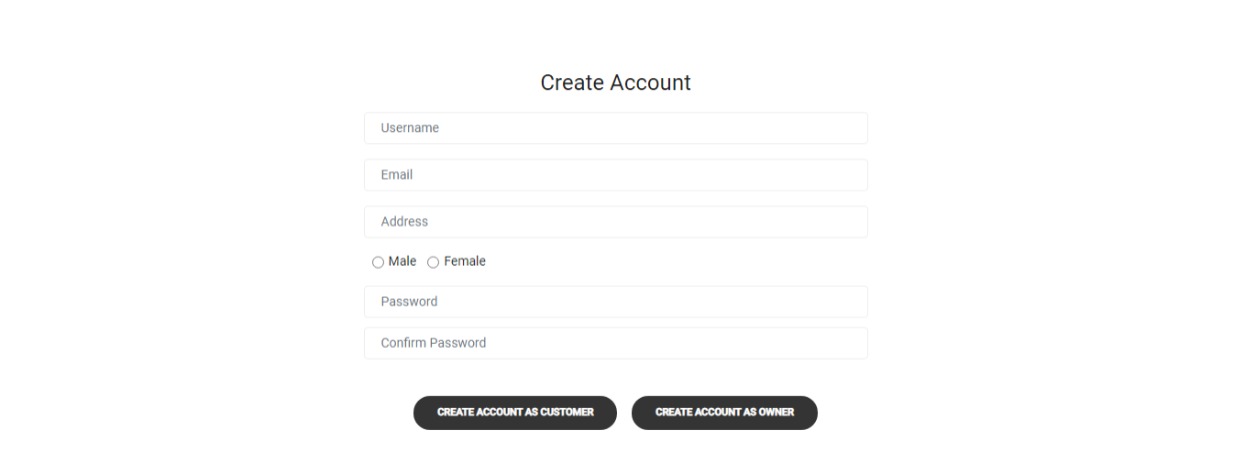 Create Account
Username
Email
Address
Male Female
Password
Confirm Password
CREATE ACCOUNT AS CUSTOMER CREATE ACCOUNT AS OWNER